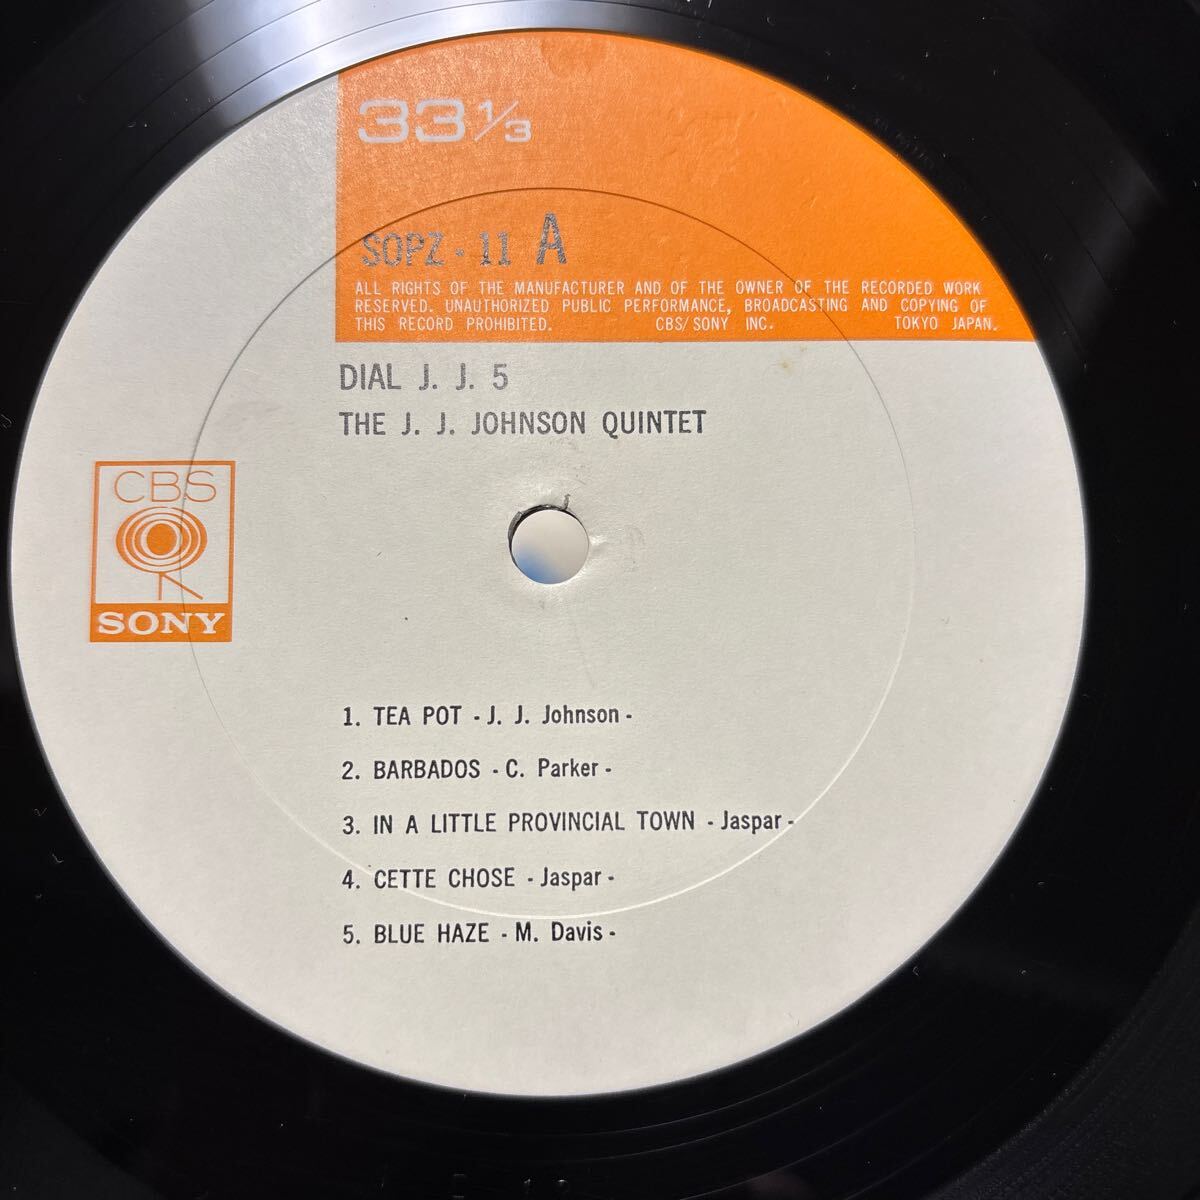 33 1/3
SOPZ · 11 A
ALL RIGHTS OF THE MANUFACTURER AND OF THE OWNER OF THE RECORDED WORK
RESERVED. UNAUTHORIZED PUBLIC PERFORMANCE, BROADCASTING AND COPYING OF
THIS RECORD PROHIBITED. CBS/SONY INC. TOKYO JAPAN.
DIAL J. J. 5
THE J. J. JOHNSON QUINTET
CBS
SONY
1. TEA POT - J. J. Johnson -
2. BARBADOS - C. Parker -
3. IN A LITTLE PROVINCIAL TOWN - Jaspar -
4. CETTE CHOSE - Jaspar -
5. BLUE HAZE - M. Davis -